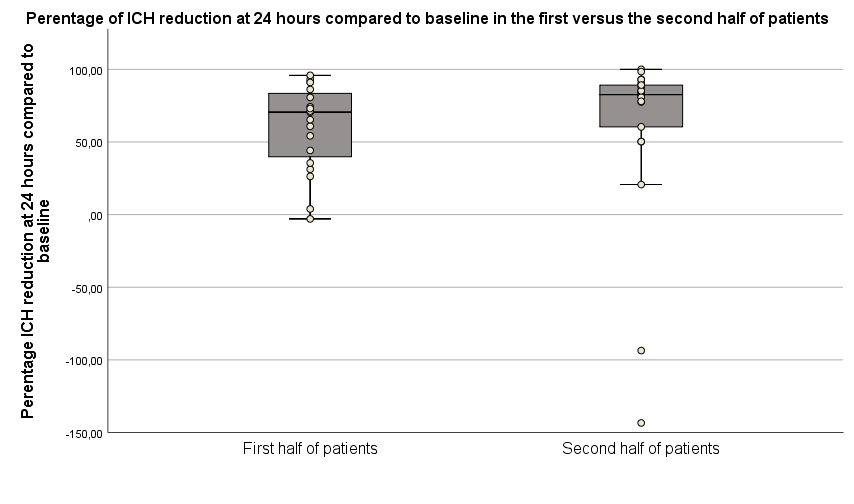 Perentage of ICH reduction at 24 hours compared to baseline in the first versus the second half of patients
Perentage ICH reduction at 24 hours compared to
baseline
100,00
50,00
,00
-50,00
-100,00
-150,00
First half of patients
Second half of patients